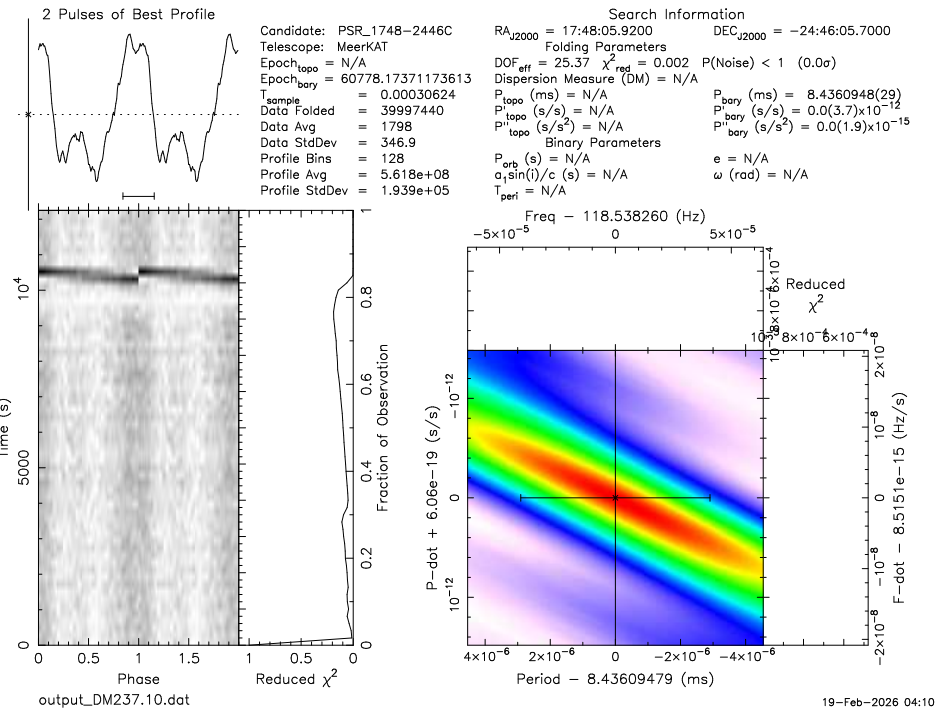 2 Pulses of Best Profile
Candidate: PSR_1748-2446C
Telescope: MeerKAT
Epoch_topo = N/A
Epoch_bary = 60778.17371173613
T_sample = 0.00030624
Data Folded = 39997440
Data Avg = 1798
Data StdDev = 346.9
Profile Bins = 128
Profile Avg = 5.618e+08
Profile StdDev = 1.939e+05
Search Information
RA_J2000 = 17:48:05.9200 DEC_J2000 = −24:46:05.7000
Folding Parameters
DOF_eff = 25.37 χ²_red = 0.002 P(Noise) < 1 (0.0σ)
Dispersion Measure (DM) = N/A
P_topo (ms) = N/A P_bary (ms) = 8.4360948(29)
P'_topo (s/s) = N/A P'_bary (s/s) = 0.0(3.7)x10⁻¹²
P''_topo (s/s²) = N/A P''_bary (s/s²) = 0.0(1.9)x10⁻¹⁵
Binary Parameters
P_orb (s) = N/A e = N/A
a₁sin(i)/c (s) = N/A ω (rad) = N/A
T_peri = N/A
Time (s)
0 5000 10⁴
0 0.5 1 1.5
Phase
1 0.5 0
Reduced χ²
0 0.2 0.4 0.6 0.8 1
Fraction of Observation
Freq − 118.538260 (Hz)
−5×10⁻⁵ 0 5×10⁻⁵
Reduced
χ²
8×10⁻⁴ 6×10⁻⁴
P−dot + 6.06e−19 (s/s)
−10⁻¹² 0 10⁻¹²
2×10⁻⁸ 10⁻⁸ 0 −10⁻⁸ −2×10⁻⁸
F−dot − 8.5151e−15 (Hz/s)
4×10⁻⁶ 2×10⁻⁶ 0 −2×10⁻⁶ −4×10⁻⁶
Period − 8.43609479 (ms)
output_DM237.10.dat
19−Feb−2026 04:10